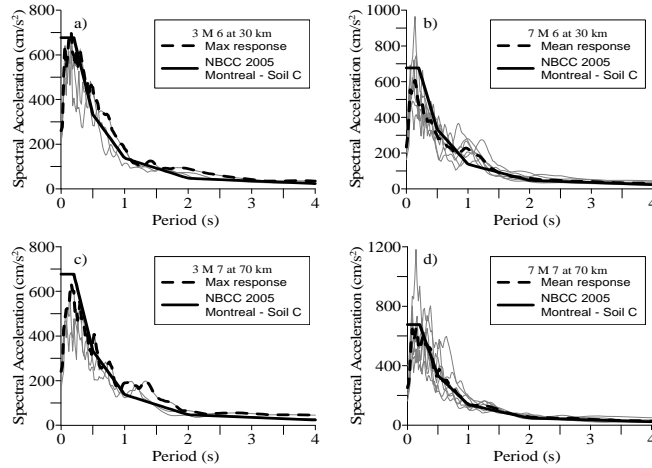 a)
3 M 6 at 30 km
Max response
NBCC 2005
Montreal - Soil C
Spectral Acceleration (cm/s²)
800
600
400
200
0
0 1 2 3 4
Period (s)
b)
7 M 6 at 30 km
Mean response
NBCC 2005
Montreal - Soil C
Spectral Acceleration (cm/s²)
1000
800
600
400
200
0
0 1 2 3 4
Period (s)
c)
3 M 7 at 70 km
Max response
NBCC 2005
Montreal - Soil C
Spectral Acceleration (cm/s²)
800
600
400
200
0
0 1 2 3 4
Period (s)
d)
7 M 7 at 70 km
Mean response
NBCC 2005
Montreal - Soil C
Spectral Acceleration (cm/s²)
1200
800
400
0
0 1 2 3 4
Period (s)